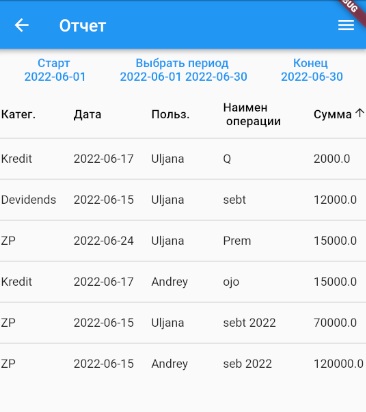 Отчет
Старт Выбрать период Конец
2022-06-01 2022-06-01 2022-06-30 2022-06-30
Катег. Дата Польз. Наимен операции Сумма
Kredit 2022-06-17 Uljana Q 2000.0
Devidends 2022-06-15 Uljana sebt 12000.0
ZP 2022-06-24 Uljana Prem 15000.0
Kredit 2022-06-17 Andrey ojo 15000.0
ZP 2022-06-15 Uljana sebt 2022 70000.0
ZP 2022-06-15 Andrey seb 2022 120000.0